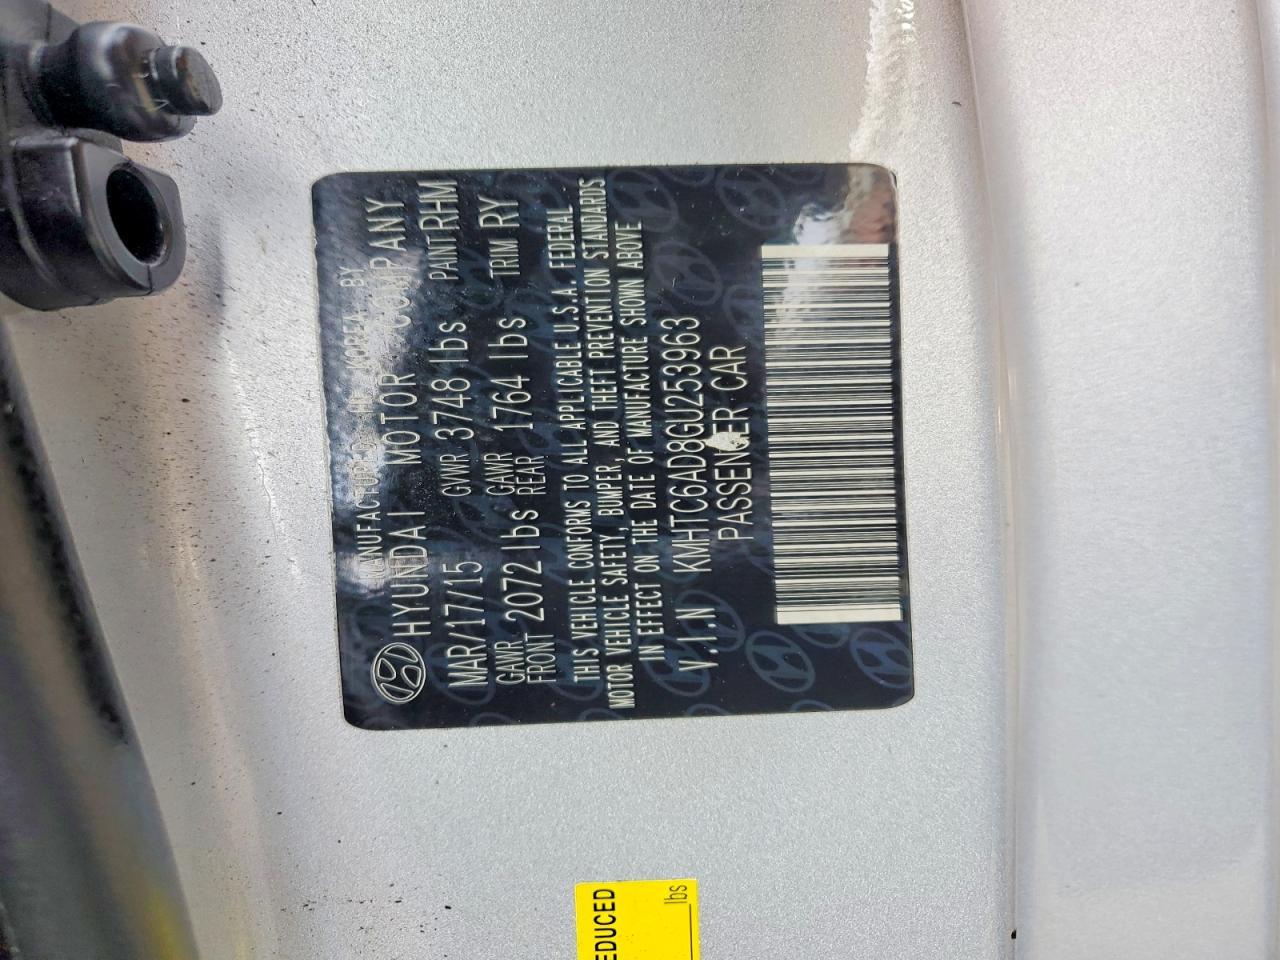 MANUFACTURED IN KOREA BY
HYUNDAI MOTOR COMPANY
MAR/17/15 GVWR 3748 lbs PAINT RHM
GAWR FRONT 2072 lbs GAWR REAR 1764 lbs TRIM RY
THIS VEHICLE CONFORMS TO ALL APPLICABLE U.S.A. FEDERAL
MOTOR VEHICLE SAFETY, BUMPER, AND THEFT PREVENTION STANDARDS
IN EFFECT ON THE DATE OF MANUFACTURE SHOWN ABOVE
V.I.N KMHTC6AD8GU253963
PASSENGER CAR
EDUCED
lbs